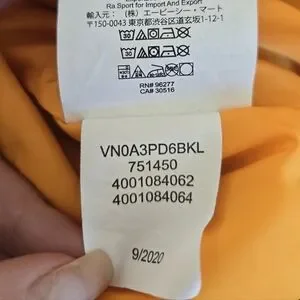 Ra Sport for Import And Export
輸入元：（株）エービーシー・マート
〒150-0043 東京都渋谷区道玄坂1-21-1
RN# 96277
CA# 30516
VN0A3PD6BKL
751450
4001084062
4001084064
9/2020